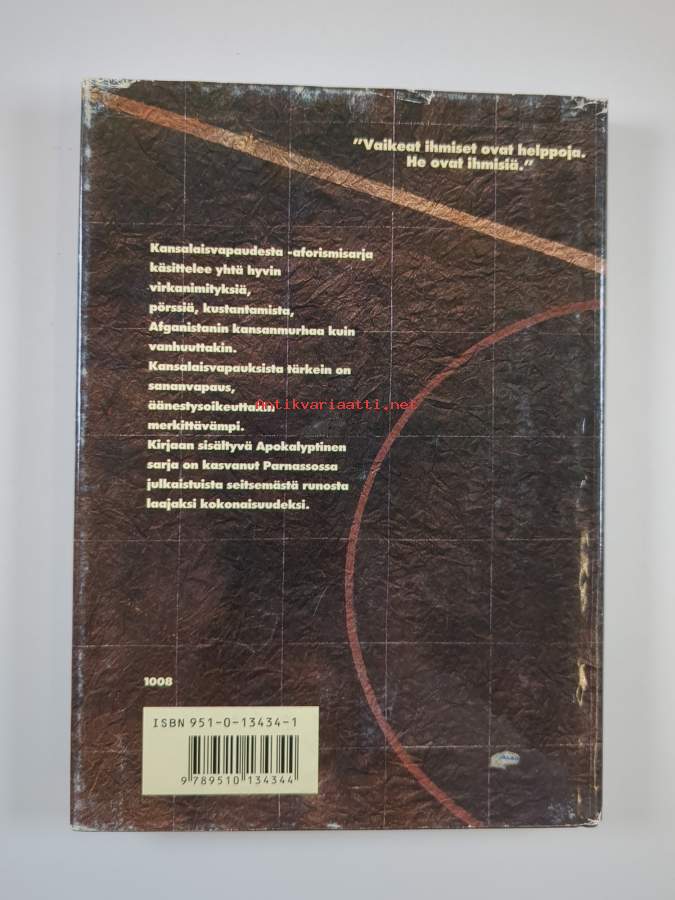 "Vaikeat ihmiset ovat helppoja.
He ovat ihmisiä."
Kansalaisvapaudesta -aforismisarja
käsittelee yhtä hyvin
virkanimityksiä,
pörssiä, kustantamista,
Afganistanin kansanmurhaa kuin
vanhuuttakin.
Kansalaisvapauksista tärkein on
sananvapaus,
äänestysoikeuttakin
Antikvariaatti.net
merkittävämpi.
Kirjaan sisältyvä Apokalyptinen
sarja on kasvanut Parnassossa
julkaistuista seitsemästä runosta
laajaksi kokonaisuudeksi.
1008
ISBN 951-0-13434-1
9 789510 134344